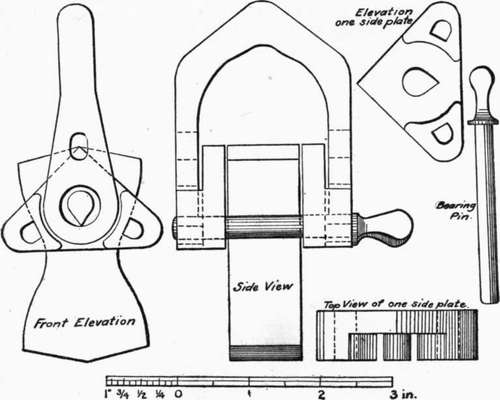 Elevation
one side plate
Bearing
Pin.
Side View
Front Elevation
Top View of one side plate.
1" 3/4 1/2 1/4 0 1 2 3 in.